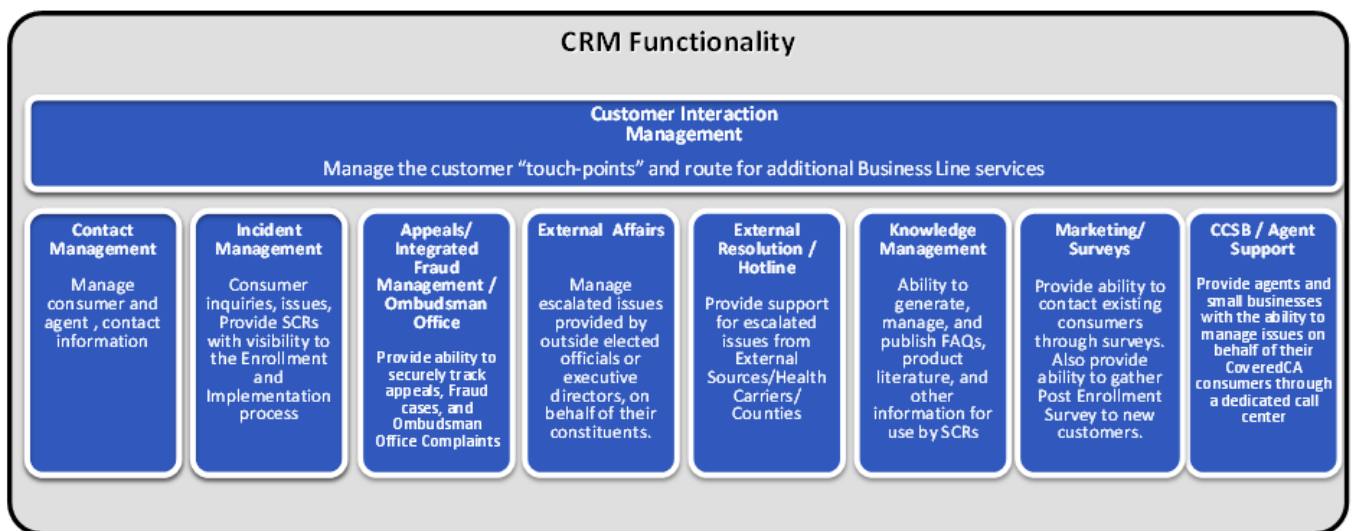 CRM Functionality
Customer Interaction
Management
Manage the customer “touch-points” and route for additional Business Line services
Contact
Management
Manage
consumer and
agent , contact
information
Incident
Management
Consumer
inquiries, issues,
Provide SCRs
with visibility to
the Enrollment
and
Implementation
process
Appeals/
Integrated
Fraud
Management /
Ombudsman
Office
Provide ability to
securely track
appeals, Fraud
cases, and
Ombudsman
Office Complaints
External Affairs
Manage
escalated issues
provided by
outside elected
officials or
executive
directors, on
behalf of their
constituents.
External
Resolution /
Hotline
Provide support
for escalated
issues from
External
Sources/Health
Carriers/
Counties
Knowledge
Management
Ability to
generate,
manage, and
publish FAQs,
product
literature, and
other
information for
use by SCRs
Marketing/
Surveys
Provide ability to
contact existing
consumers
through surveys.
Also provide
ability to gather
Post Enrollment
Survey to new
customers.
CCSB / Agent
Support
Provide agents and
small businesses
with the ability to
manage issues on
behalf of their
CoveredCA
consumers through
a dedicated call
center